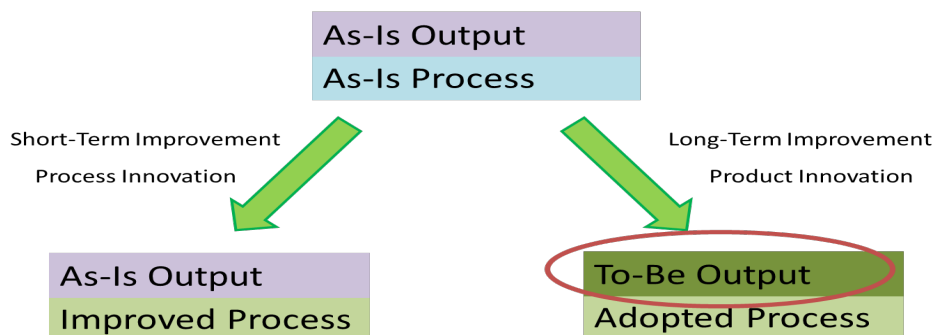 As-Is Output
As-Is Process
Short-Term Improvement
Process Innovation
Long-Term Improvement
Product Innovation
As-Is Output
Improved Process
To-Be Output
Adopted Process